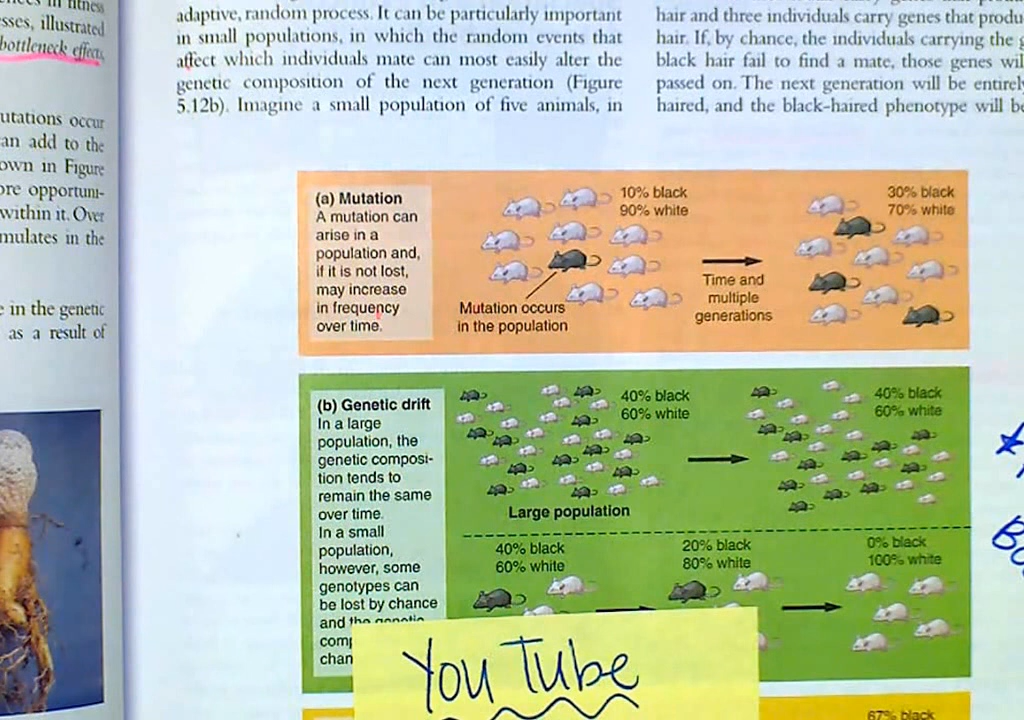 sses, illustrated
bottleneck effect,
utations occur
an add to the
own in Figure
ore opportuni-
within it. Over
mulates in the
e in the genetic
as a result of
adaptive, random process. It can be particularly important
in small populations, in which the random events that
affect which individuals mate can most easily alter the
genetic composition of the next generation (Figure
5.12b). Imagine a small population of five animals, in
hair and three individuals carry genes that produ
hair. If, by chance, the individuals carrying the g
black hair fail to find a mate, those genes wil
passed on. The next generation will be entirely
haired, and the black-haired phenotype will be
(a) Mutation
A mutation can
arise in a
population and,
if it is not lost,
may increase
in frequency
over time.
10% black
90% white
Mutation occurs
in the population
Time and
multiple
generations
30% black
70% white
(b) Genetic drift
In a large
population, the
genetic composi-
tion tends to
remain the same
over time.
In a small
population,
however, some
genotypes can
be lost by chance
and the genetic
comp
chan
40% black
60% white
40% black
60% white
Large population
40% black
60% white
20% black
80% white
0% black
100% white
You Tube
67% black